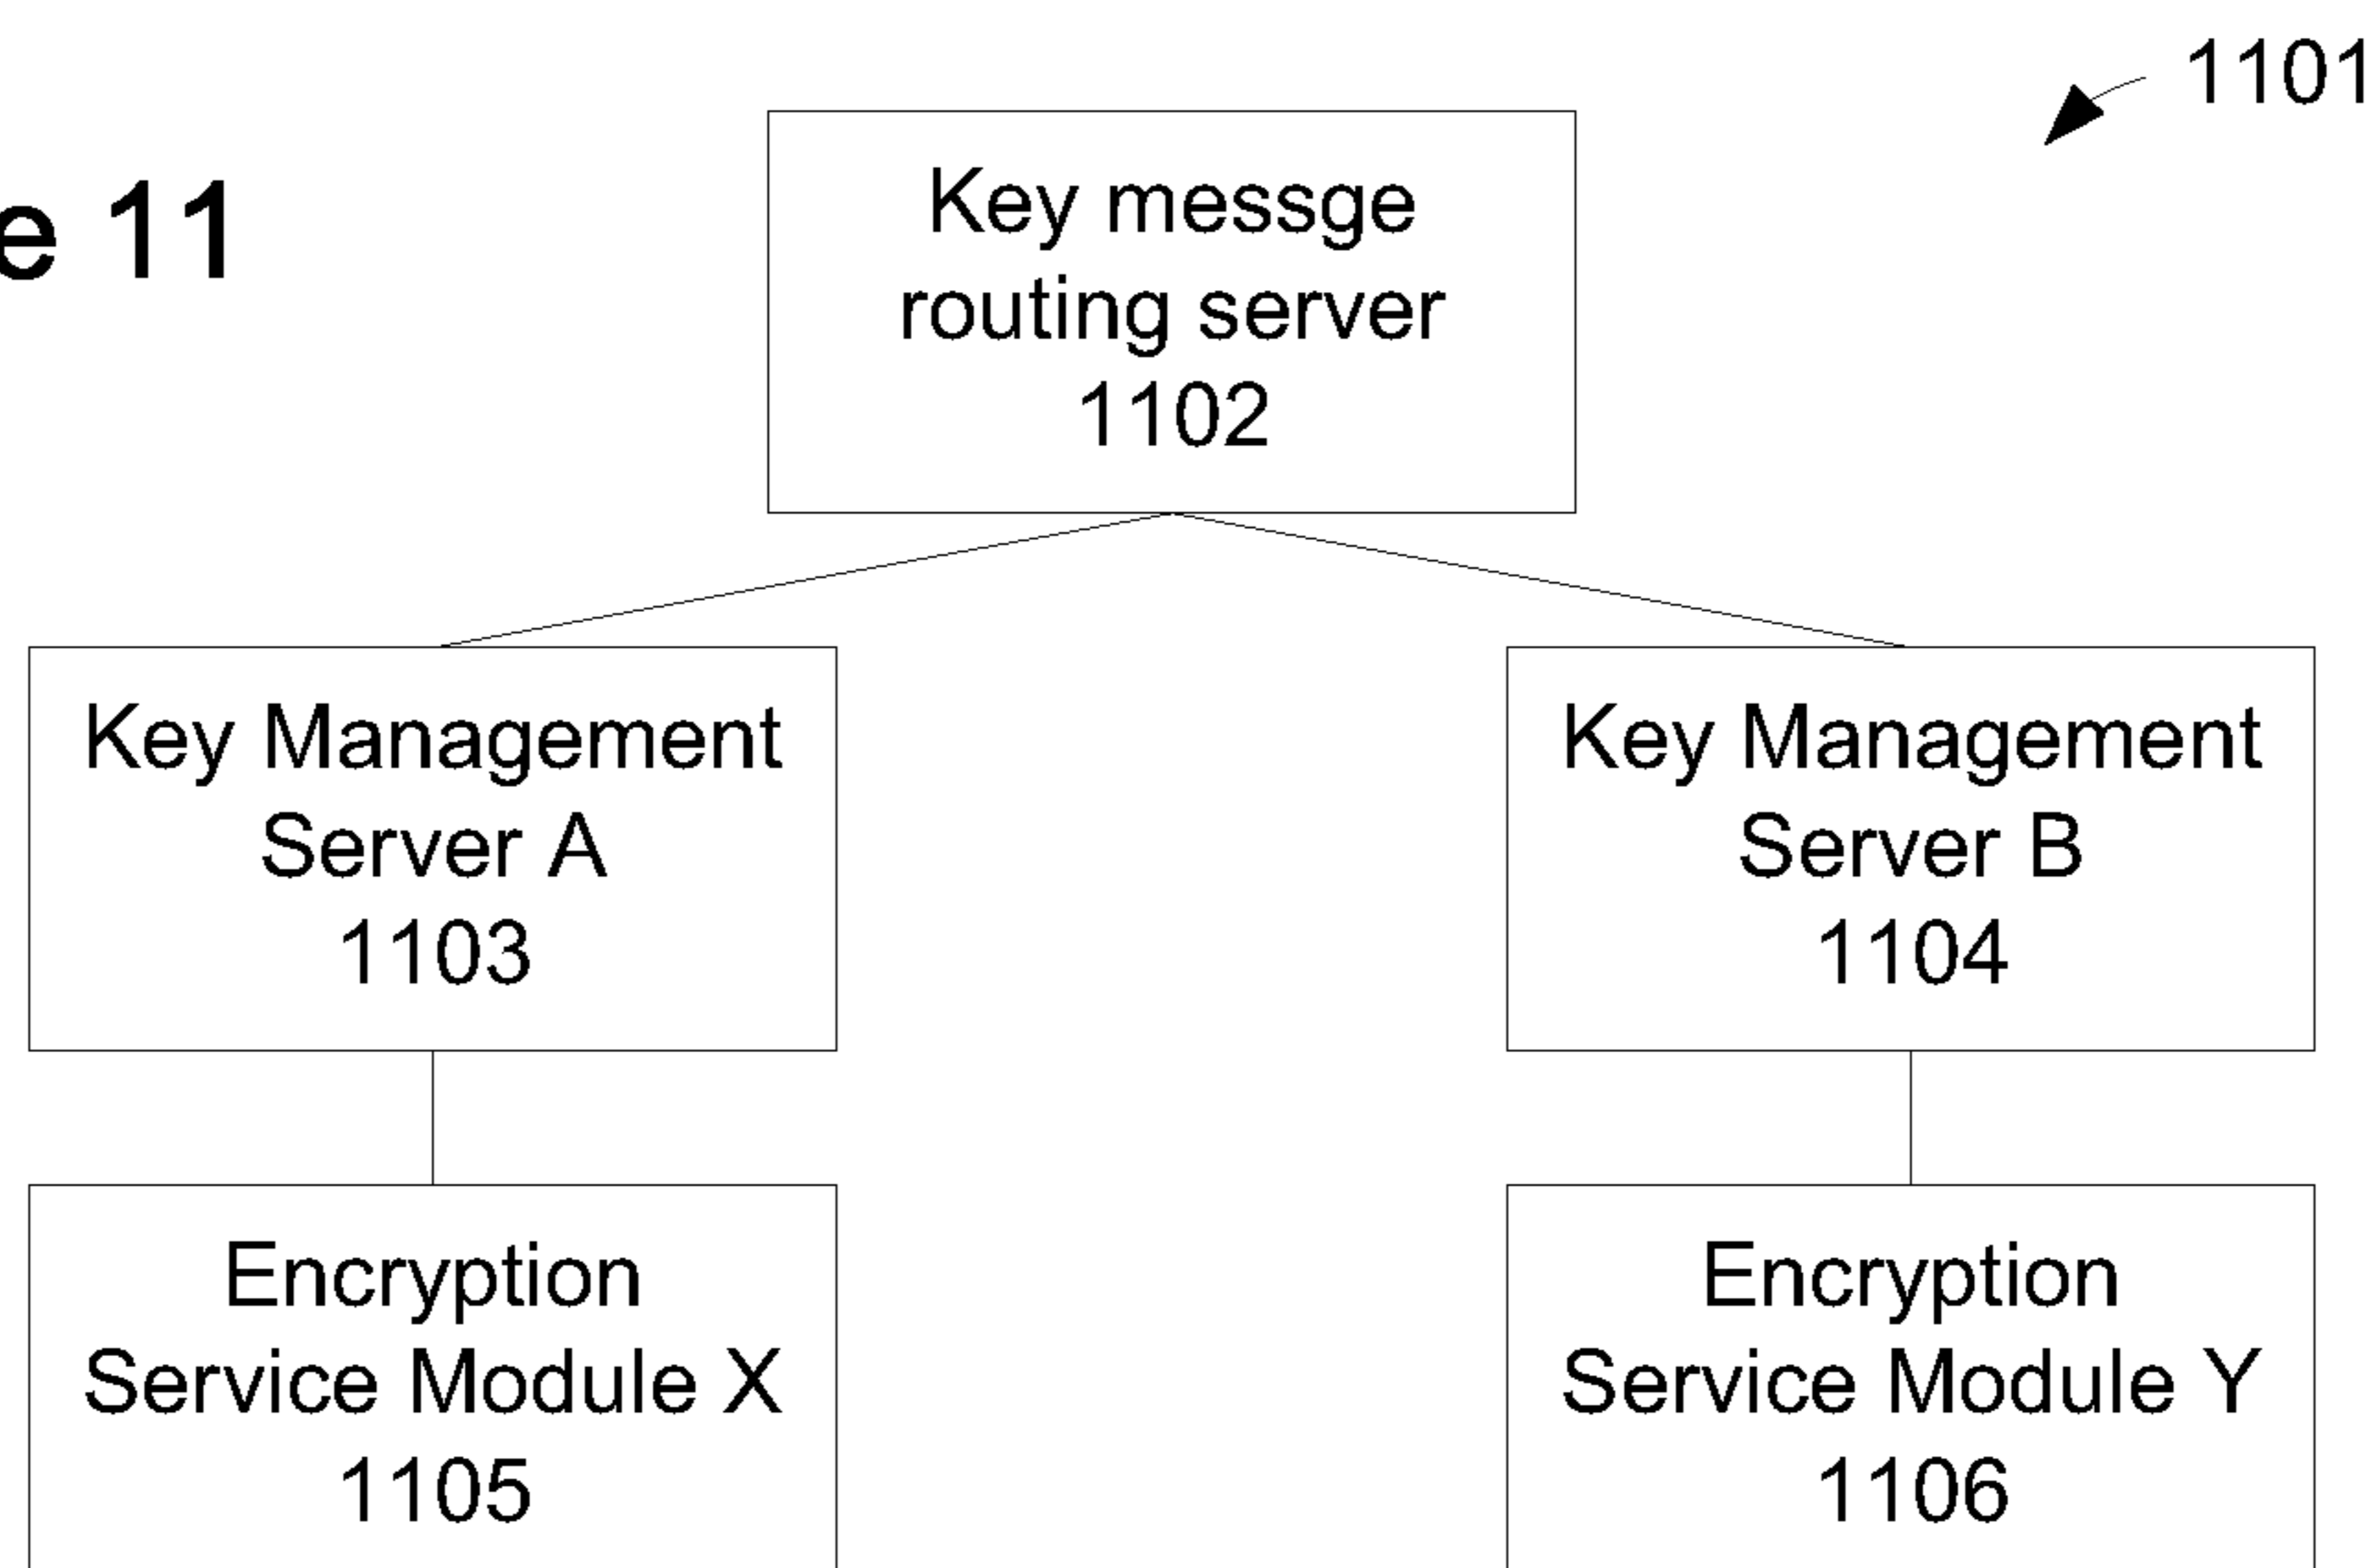 1101
e 11
Key messge
routing server
1102
Key Management
Server A
1103
Key Management
Server B
1104
Encryption
Service Module X
1105
Encryption
Service Module Y
1106